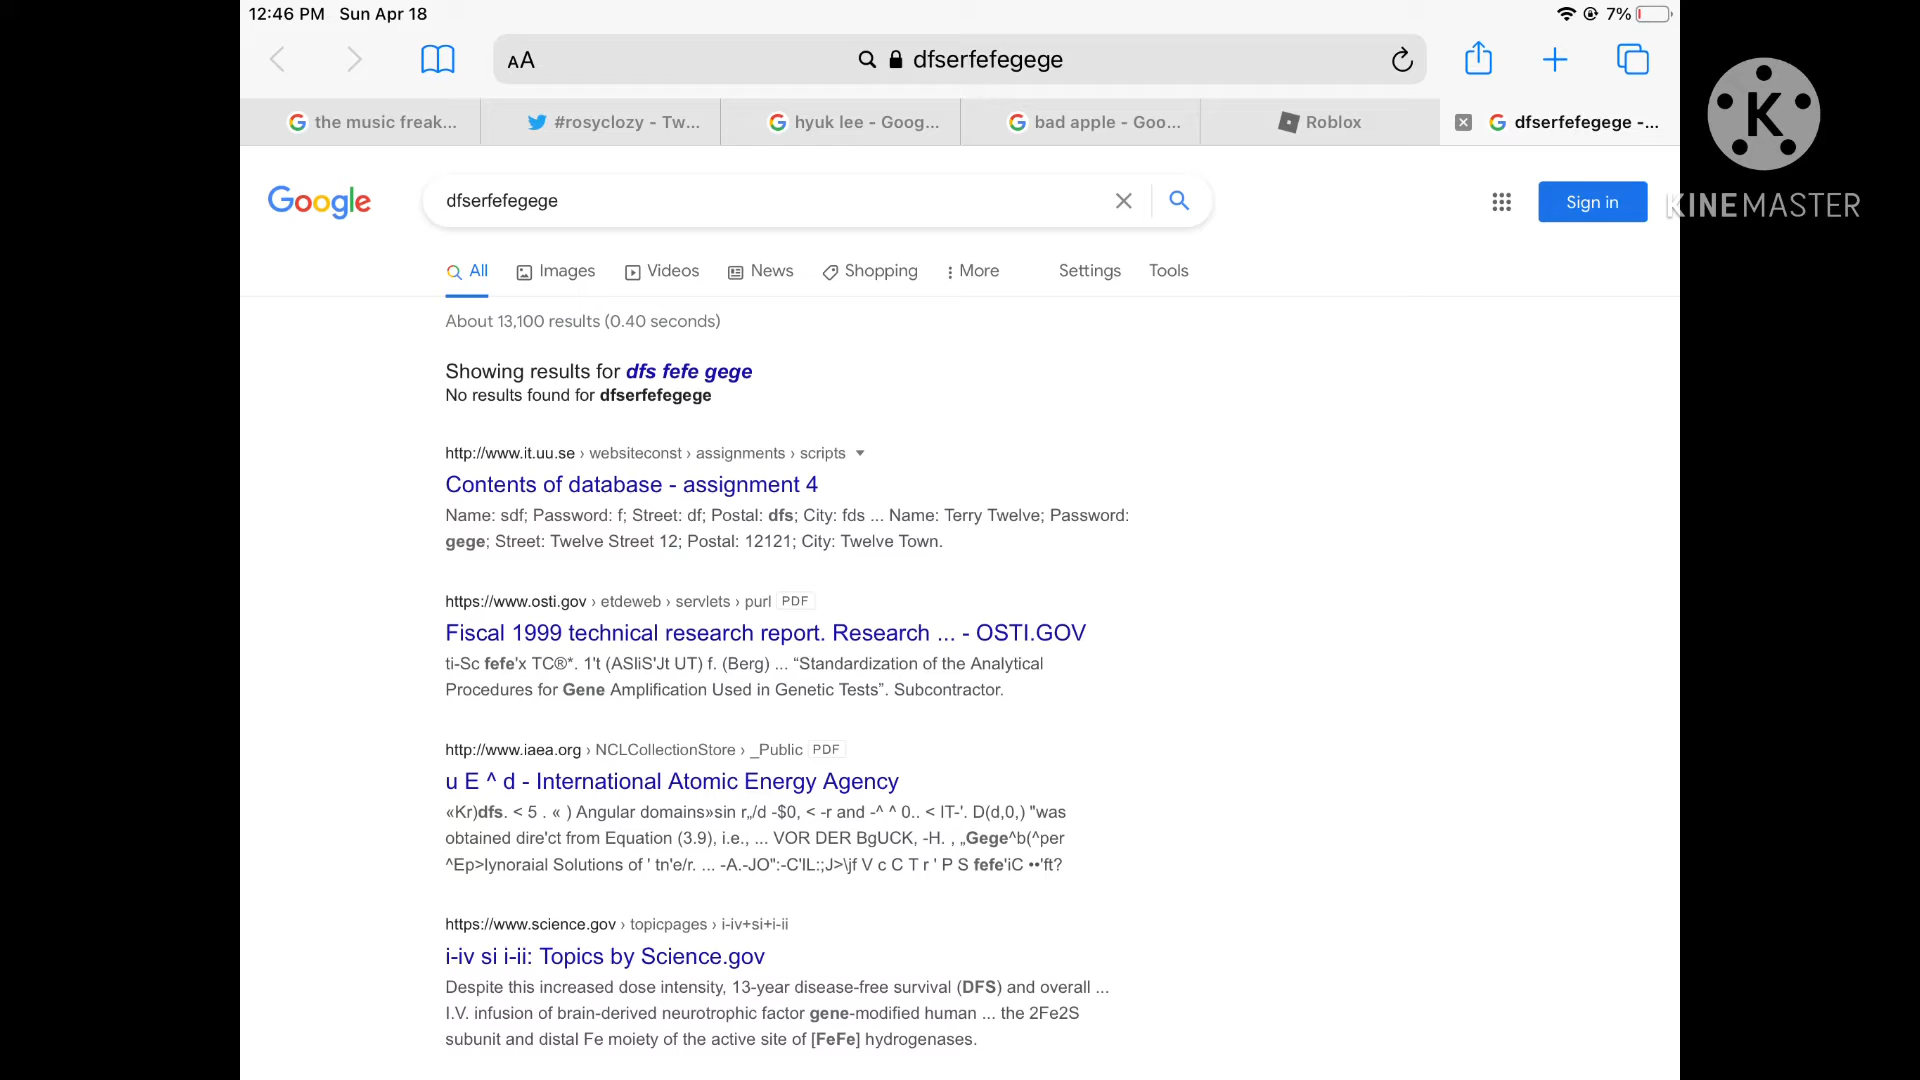 12:46 PM Sun Apr 18
7%
AA
dfserfefegege
the music freak...
#rosyclozy - Tw...
hyuk lee - Goog...
bad apple - Goo...
Roblox
dfserfefegege -...
K
KINEMASTER
Google
dfserfefegege
Sign in
All Images Videos News Shopping More Settings Tools
About 13,100 results (0.40 seconds)
Showing results for dfs fefe gege
No results found for dfserfefegege
http://www.it.uu.se › websiteconst › assignments › scripts
Contents of database - assignment 4
Name: sdf; Password: f; Street: df; Postal: dfs; City: fds ... Name: Terry Twelve; Password:
gege; Street: Twelve Street 12; Postal: 12121; City: Twelve Town.
https://www.osti.gov › etdeweb › servlets › purl PDF
Fiscal 1999 technical research report. Research ... - OSTI.GOV
ti-Sc fefe'x TC®*. 1't (ASliS'Jt UT) f. (Berg) ... “Standardization of the Analytical
Procedures for Gene Amplification Used in Genetic Tests”. Subcontractor.
http://www.iaea.org › NCLCollectionStore › _Public PDF
u E ^ d - International Atomic Energy Agency
«Kr)dfs. < 5 . « ) Angular domains»sin r„/d -$0, < -r and -^ ^ 0.. < IT-'. D(d,0,) "was
obtained dire'ct from Equation (3.9), i.e., ... VOR DER BgUCK, -H. , „Gege^b(^per
^Ep>lynoraial Solutions of ' tn'e/r. ... -A.-JO":-C'IL:;J>\jf V c C T r ' P S fefe'iC ••'ft?
https://www.science.gov › topicpages › i-iv+si+i-ii
i-iv si i-ii: Topics by Science.gov
Despite this increased dose intensity, 13-year disease-free survival (DFS) and overall ...
I.V. infusion of brain-derived neurotrophic factor gene-modified human ... the 2Fe2S
subunit and distal Fe moiety of the active site of [FeFe] hydrogenases.